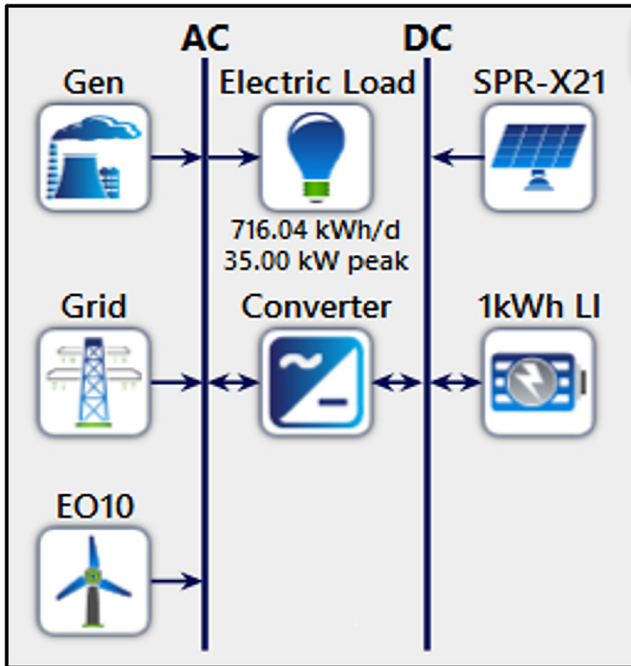 AC DC
Gen Electric Load SPR-X21
716.04 kWh/d
35.00 kW peak
Grid Converter 1kWh LI
EO10